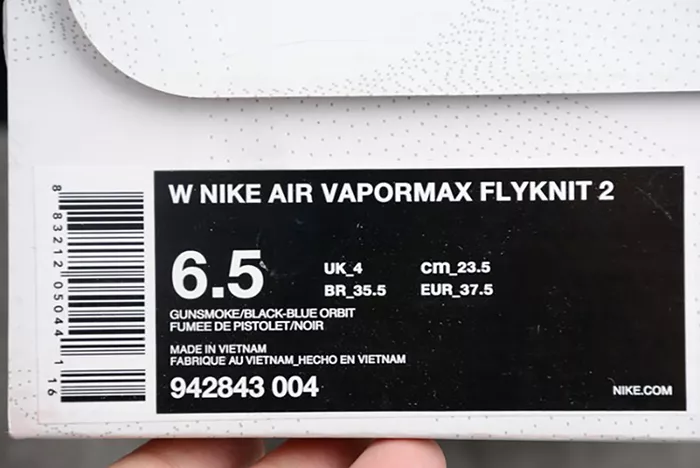 W NIKE AIR VAPORMAX FLYKNIT 2
6.5
UK_4 cm_23.5
BR_35.5 EUR_37.5
GUNSMOKE/BLACK-BLUE ORBIT
FUMEE DE PISTOLET/NOIR
MADE IN VIETNAM
FABRIQUE AU VIETNAM_HECHO EN VIETNAM
942843 004
NIKE.COM
8 83212 05044 1 16